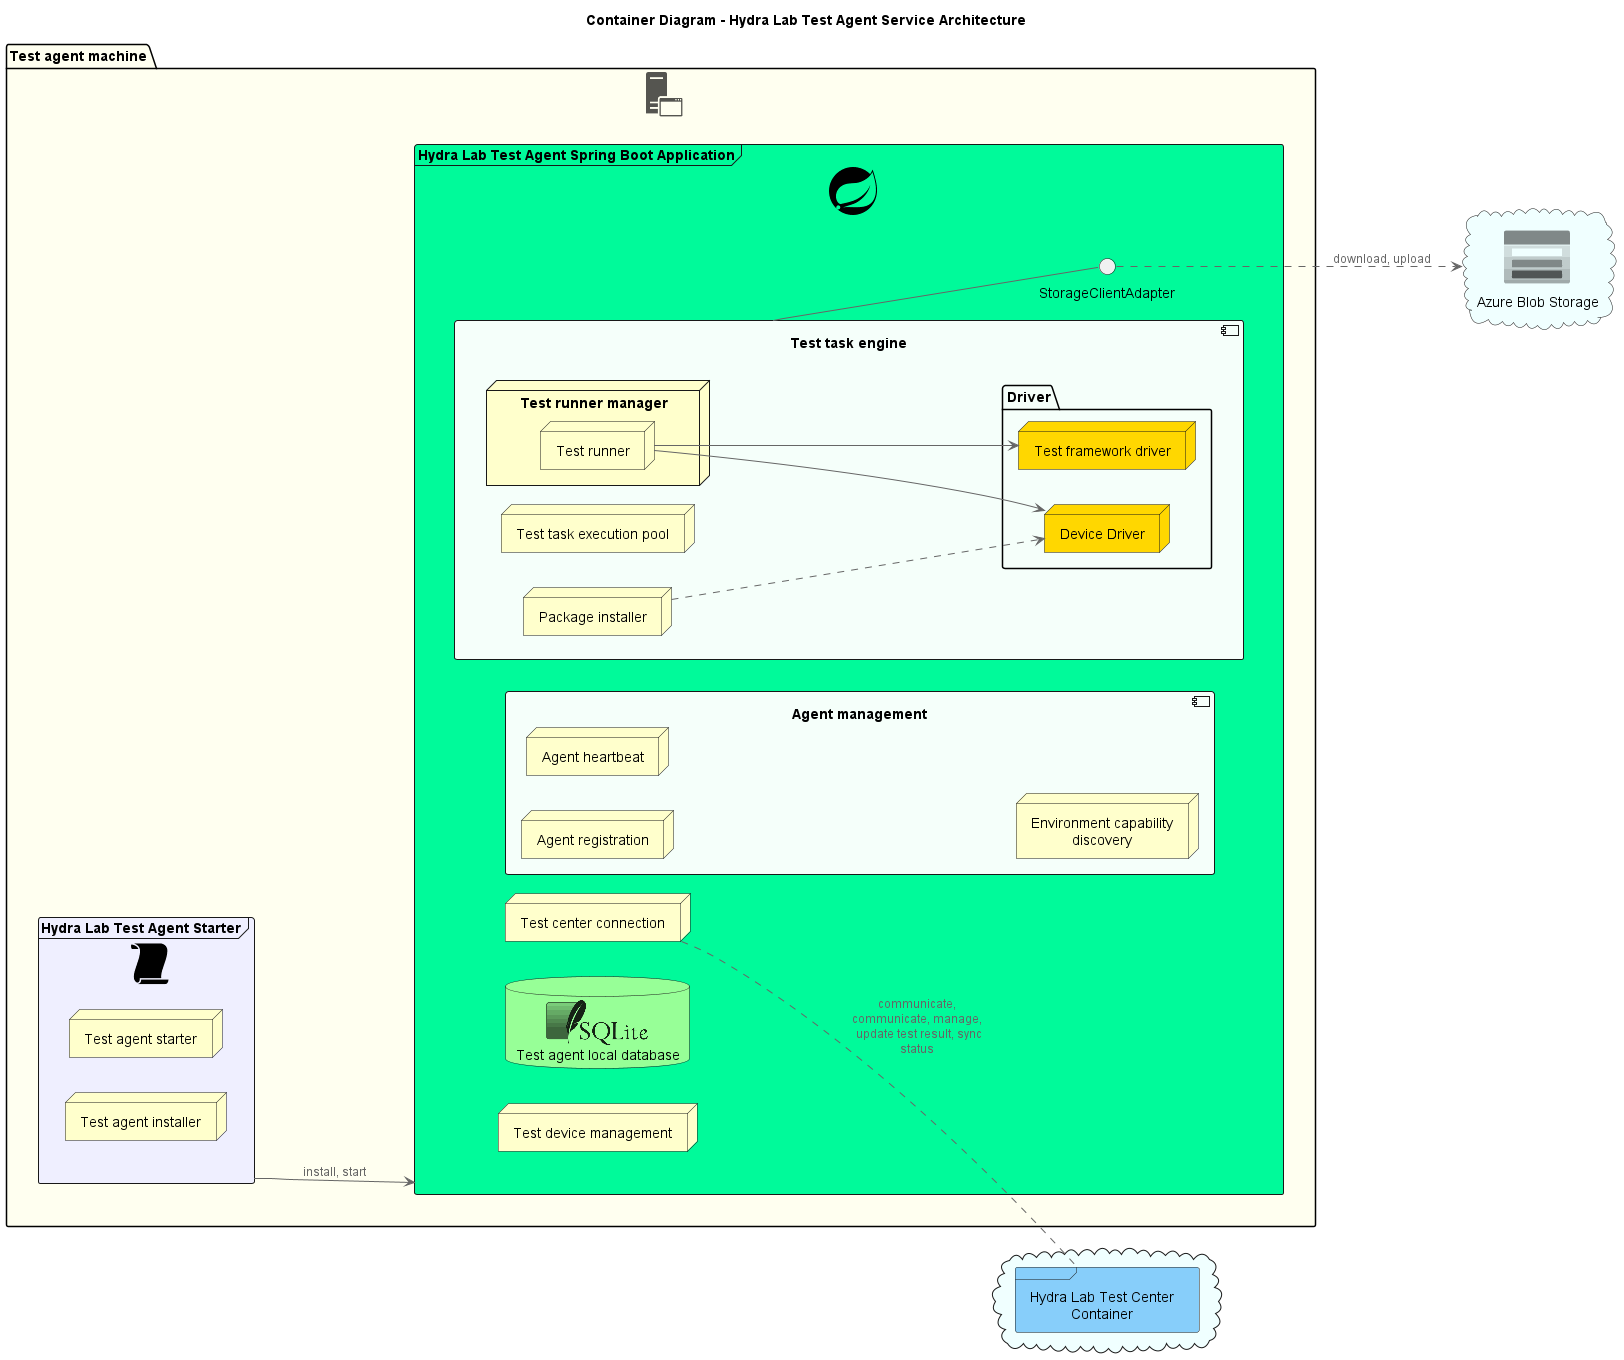 Container Diagram - Hydra Lab Test Agent Service Architecture
Test agent machine
Hydra Lab Test Agent Spring Boot Application
StorageClientAdapter
download, upload
Azure Blob Storage
Test task engine
Test runner manager
Test runner
Test task execution pool
Package installer
Driver
Test framework driver
Device Driver
Agent management
Agent heartbeat
Agent registration
Environment capability
discovery
Test center connection
SQLite
Test agent local database
Test device management
communicate,
communicate, manage,
update test result, sync
status
Hydra Lab Test Agent Starter
Test agent starter
Test agent installer
install, start
Hydra Lab Test Center
Container